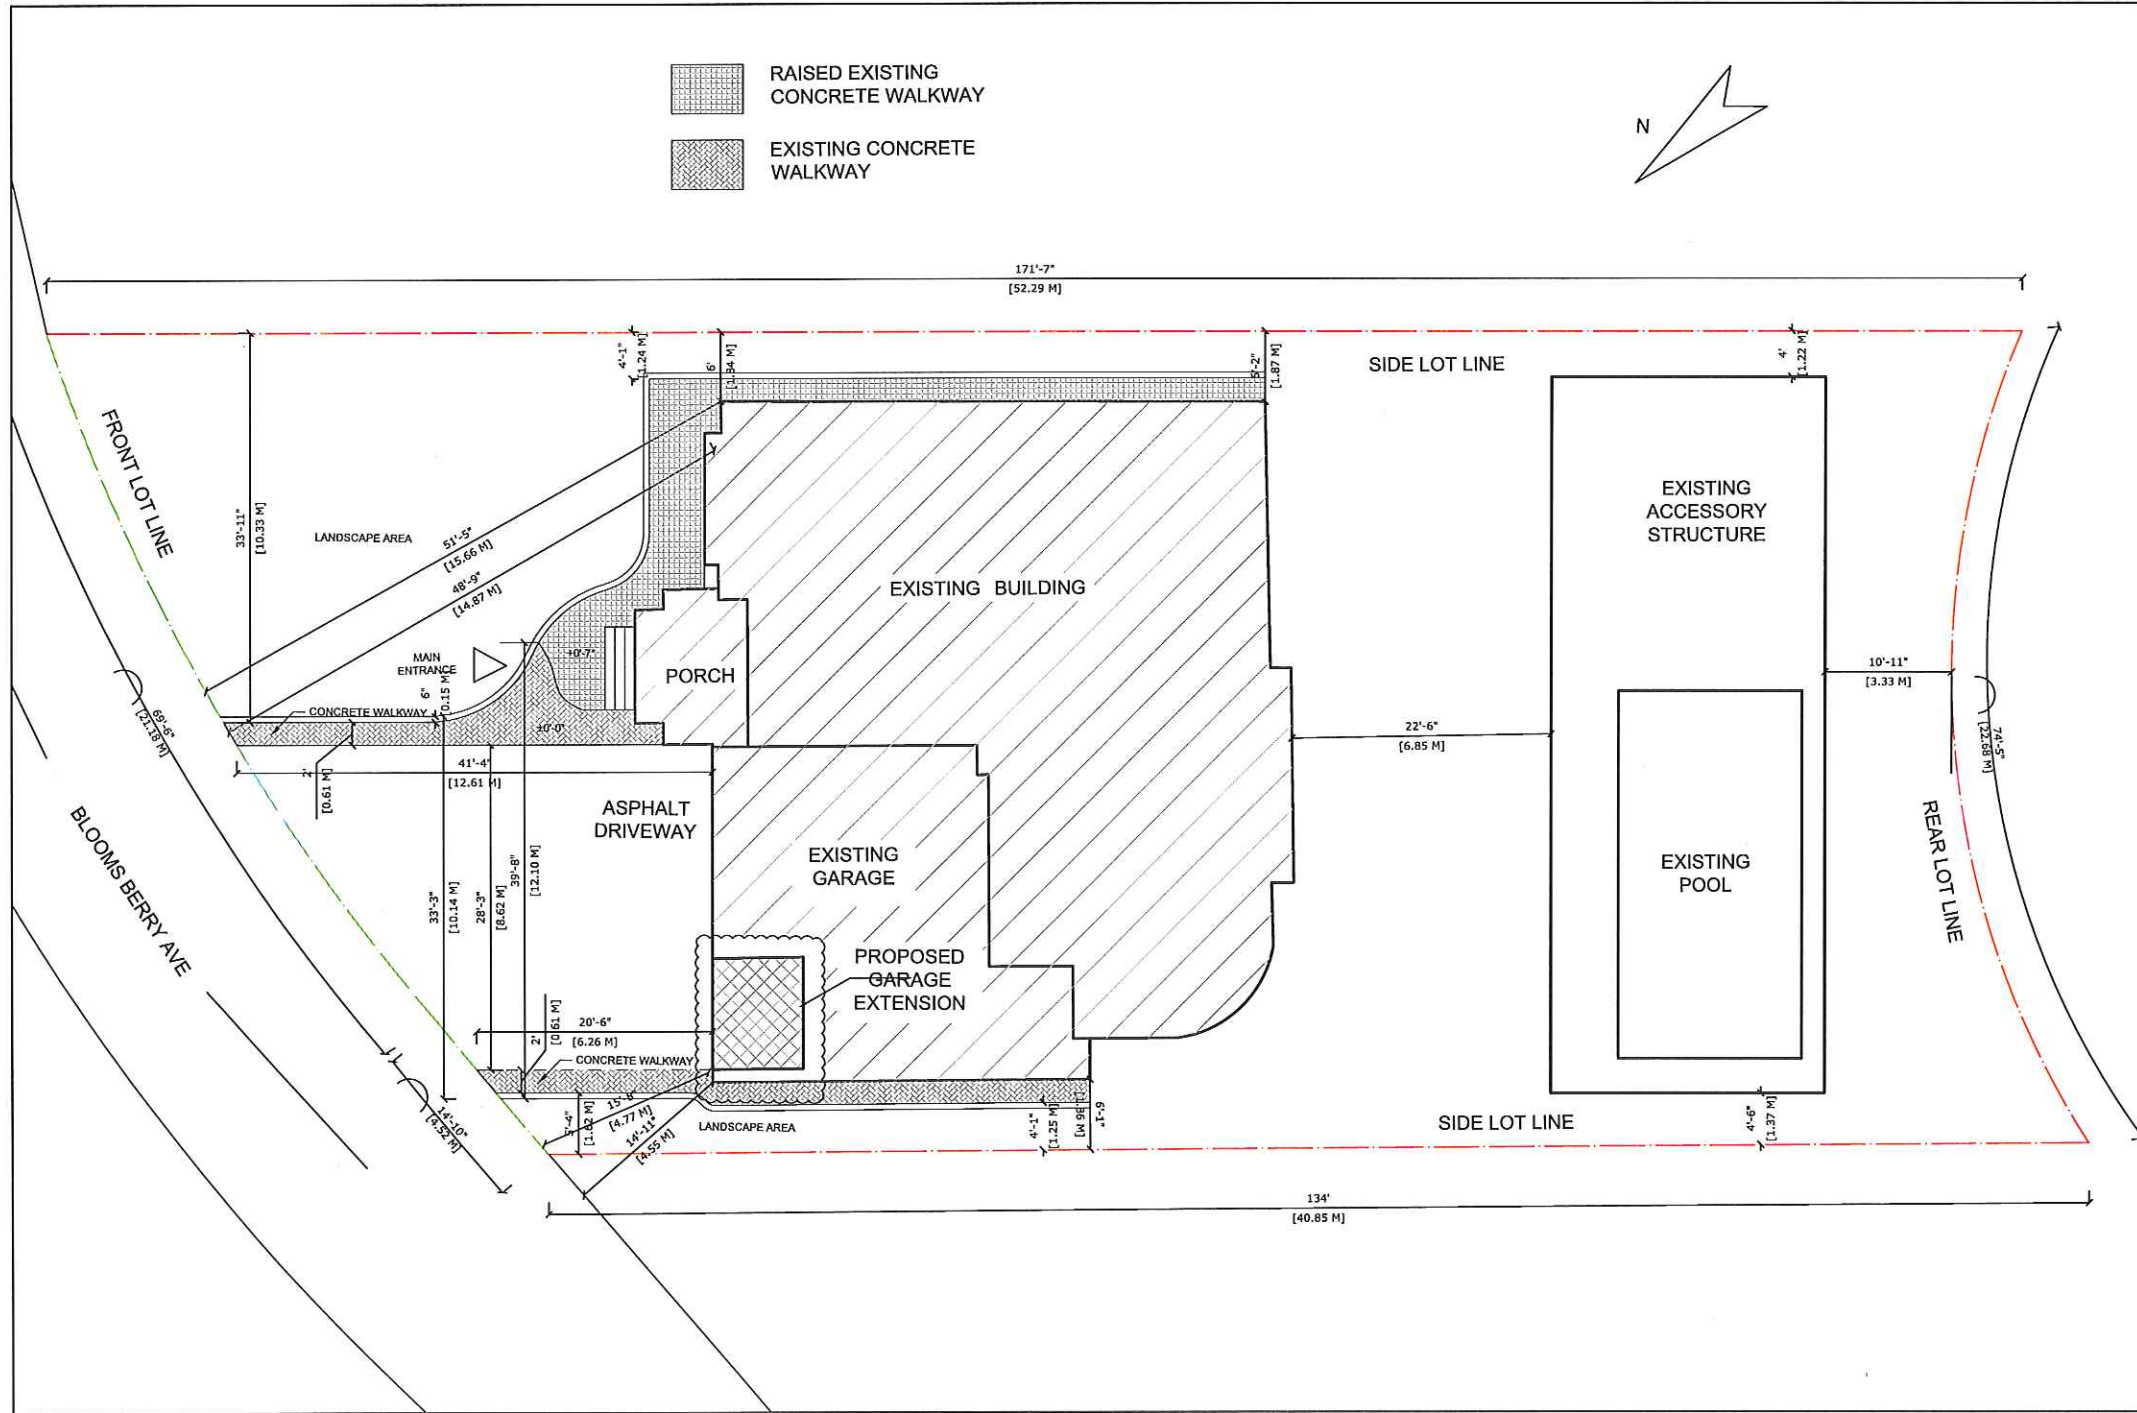 RAISED EXISTING
CONCRETE WALKWAY
EXISTING CONCRETE
WALKWAY
N
171'-7"
[52.29 M]
4'-1"
[1.24 M]
6'
[1.84 M]
5'-2"
[1.87 M]
SIDE LOT LINE
4'
[1.22 M]
FRONT LOT LINE
33'-11"
[10.33 M]
LANDSCAPE AREA
51'-5"
[15.66 M]
48'-9"
[14.87 M]
EXISTING BUILDING
EXISTING
ACCESSORY
STRUCTURE
MAIN
ENTRANCE
±0'-7"
PORCH
6"
[0.15 M]
CONCRETE WALKWAY
±0'-0"
10'-11"
[3.33 M]
22'-6"
[6.85 M]
69'-6"
[21.18 M]
74'-5"
[22.68 M]
2'
[0.61 M]
41'-4"
[12.61 M]
ASPHALT
DRIVEWAY
EXISTING
GARAGE
EXISTING
POOL
REAR LOT LINE
BLOOMS BERRY AVE
33'-3"
[10.14 M]
28'-3"
[8.62 M]
39'-8"
[12.10 M]
PROPOSED
GARAGE
EXTENSION
20'-6"
[6.26 M]
2'
[0.61 M]
CONCRETE WALKWAY
14'-10"
[4.52 M]
5'-4"
[1.62 M]
15'-8"
[4.77 M]
14'-11"
[4.55 M]
LANDSCAPE AREA
4'-1"
[1.25 M]
6'-1"
[1.86 M]
SIDE LOT LINE
4'-6"
[1.37 M]
134'
[40.85 M]